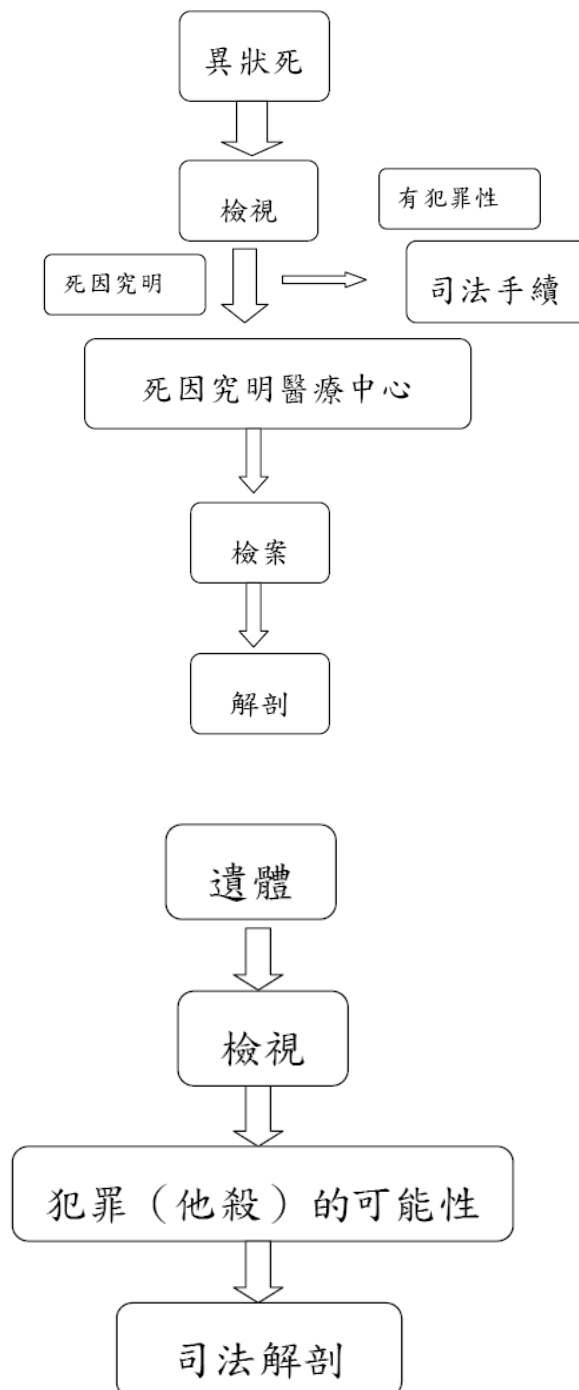 異狀死
檢視
有犯罪性
死因究明
司法手續
死因究明醫療中心
檢案
解剖
遺體
檢視
犯罪（他殺）的可能性
司法解剖